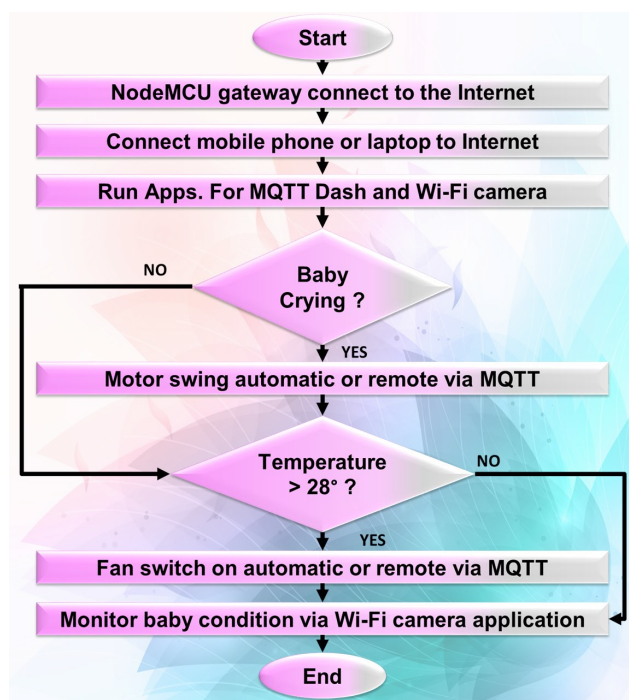 Start
NodeMCU gateway connect to the Internet
Connect mobile phone or laptop to Internet
Run Apps. For MQTT Dash and Wi-Fi camera
NO
Baby
Crying ?
YES
Motor swing automatic or remote via MQTT
Temperature
> 28° ?
NO
YES
Fan switch on automatic or remote via MQTT
Monitor baby condition via Wi-Fi camera application
End